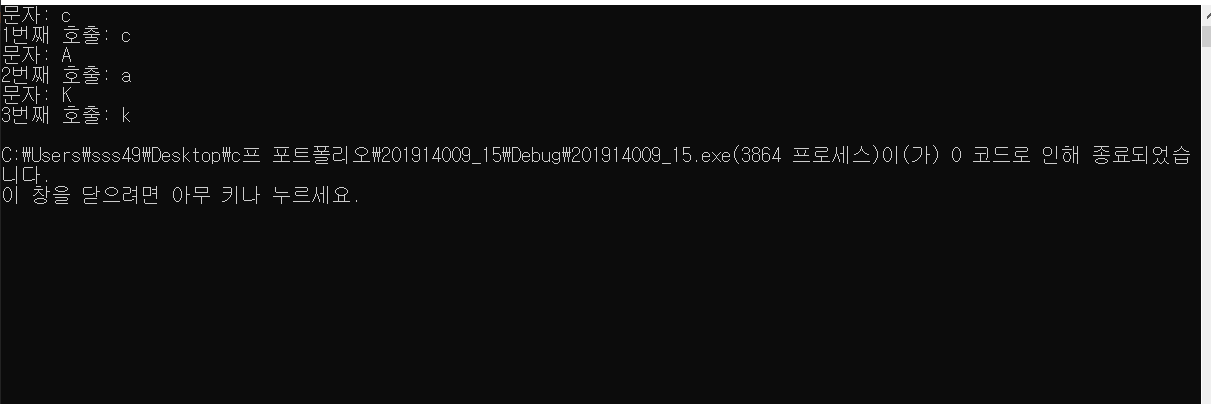 문자: c
1번째 호출: c
문자: A
2번째 호출: a
문자: K
3번째 호출: k
C:₩Users₩sss49₩Desktop₩c프 포트폴리오₩201914009_15₩Debug₩201914009_15.exe(3864 프로세스)이(가) 0 코드로 인해 종료되었습
니다.
이 창을 닫으려면 아무 키나 누르세요.